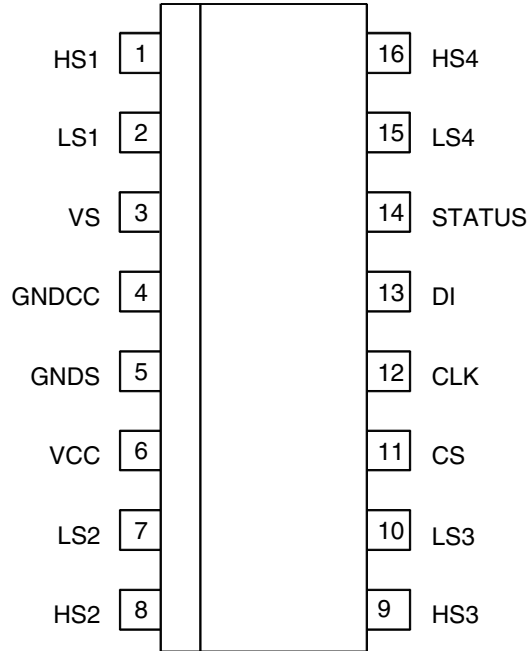 HS1 1 16 HS4
LS1 2 15 LS4
VS 3 14 STATUS
GNDCC 4 13 DI
GNDS 5 12 CLK
VCC 6 11 CS
LS2 7 10 LS3
HS2 8 9 HS3